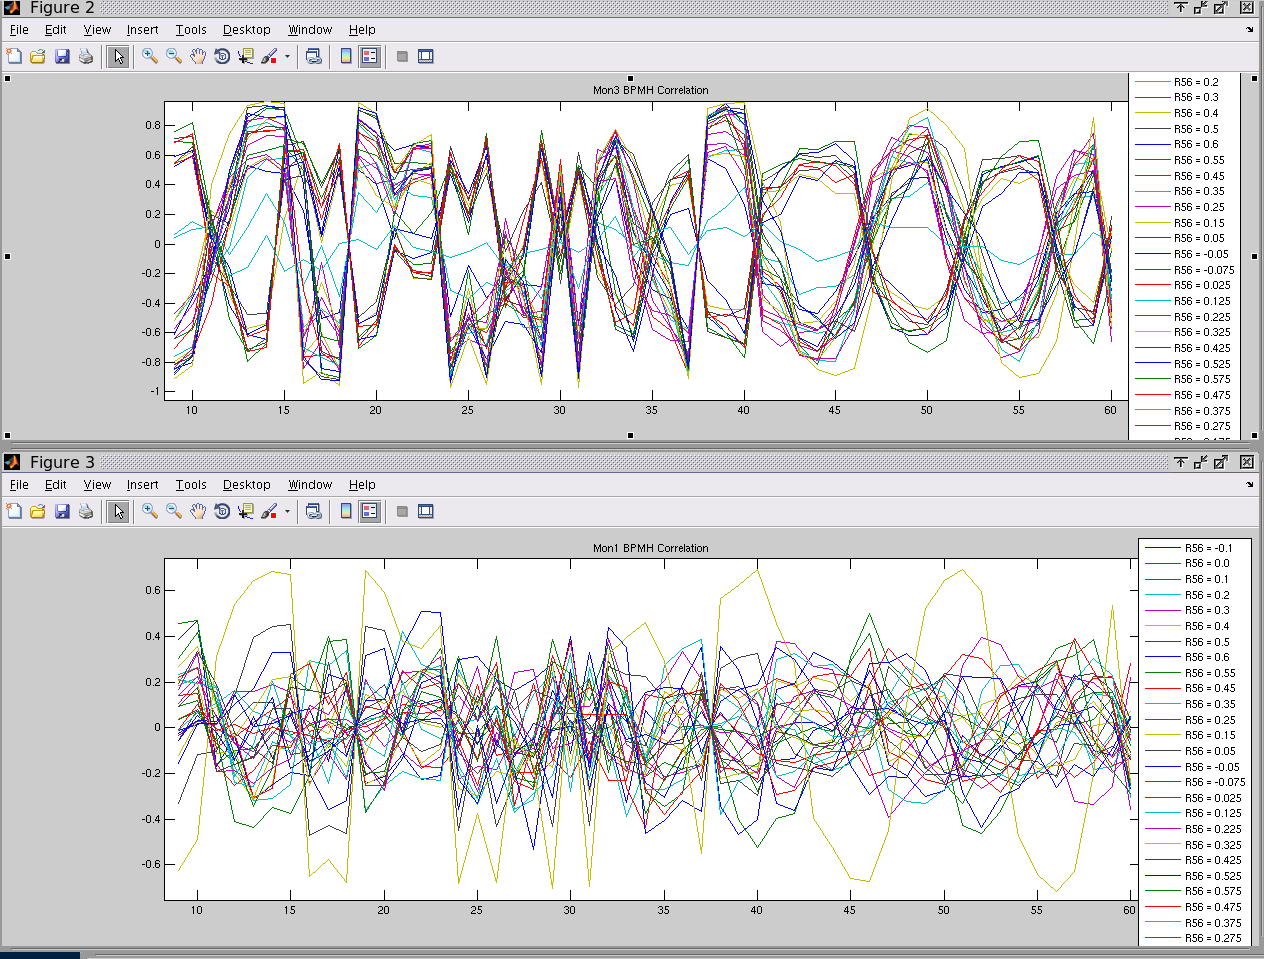 Figure 2
File Edit View Insert Tools Desktop Window Help
Mon3 BPMH Correlation
0.8
0.6
0.4
0.2
0
-0.2
-0.4
-0.6
-0.8
-1
10 15 20 25 30 35 40 45 50 55 60
R56 = 0.2
R56 = 0.3
R56 = 0.4
R56 = 0.5
R56 = 0.6
R56 = 0.55
R56 = 0.45
R56 = 0.35
R56 = 0.25
R56 = 0.15
R56 = 0.05
R56 = -0.05
R56 = -0.075
R56 = 0.025
R56 = 0.125
R56 = 0.225
R56 = 0.325
R56 = 0.425
R56 = 0.525
R56 = 0.575
R56 = 0.475
R56 = 0.375
R56 = 0.275
Figure 3
File Edit View Insert Tools Desktop Window Help
Mon1 BPMH Correlation
0.6
0.4
0.2
0
-0.2
-0.4
-0.6
10 15 20 25 30 35 40 45 50 55 60
R56 = -0.1
R56 = 0.0
R56 = 0.1
R56 = 0.2
R56 = 0.3
R56 = 0.4
R56 = 0.5
R56 = 0.6
R56 = 0.55
R56 = 0.45
R56 = 0.35
R56 = 0.25
R56 = 0.15
R56 = 0.05
R56 = -0.05
R56 = -0.075
R56 = 0.025
R56 = 0.125
R56 = 0.225
R56 = 0.325
R56 = 0.425
R56 = 0.525
R56 = 0.575
R56 = 0.475
R56 = 0.375
R56 = 0.275